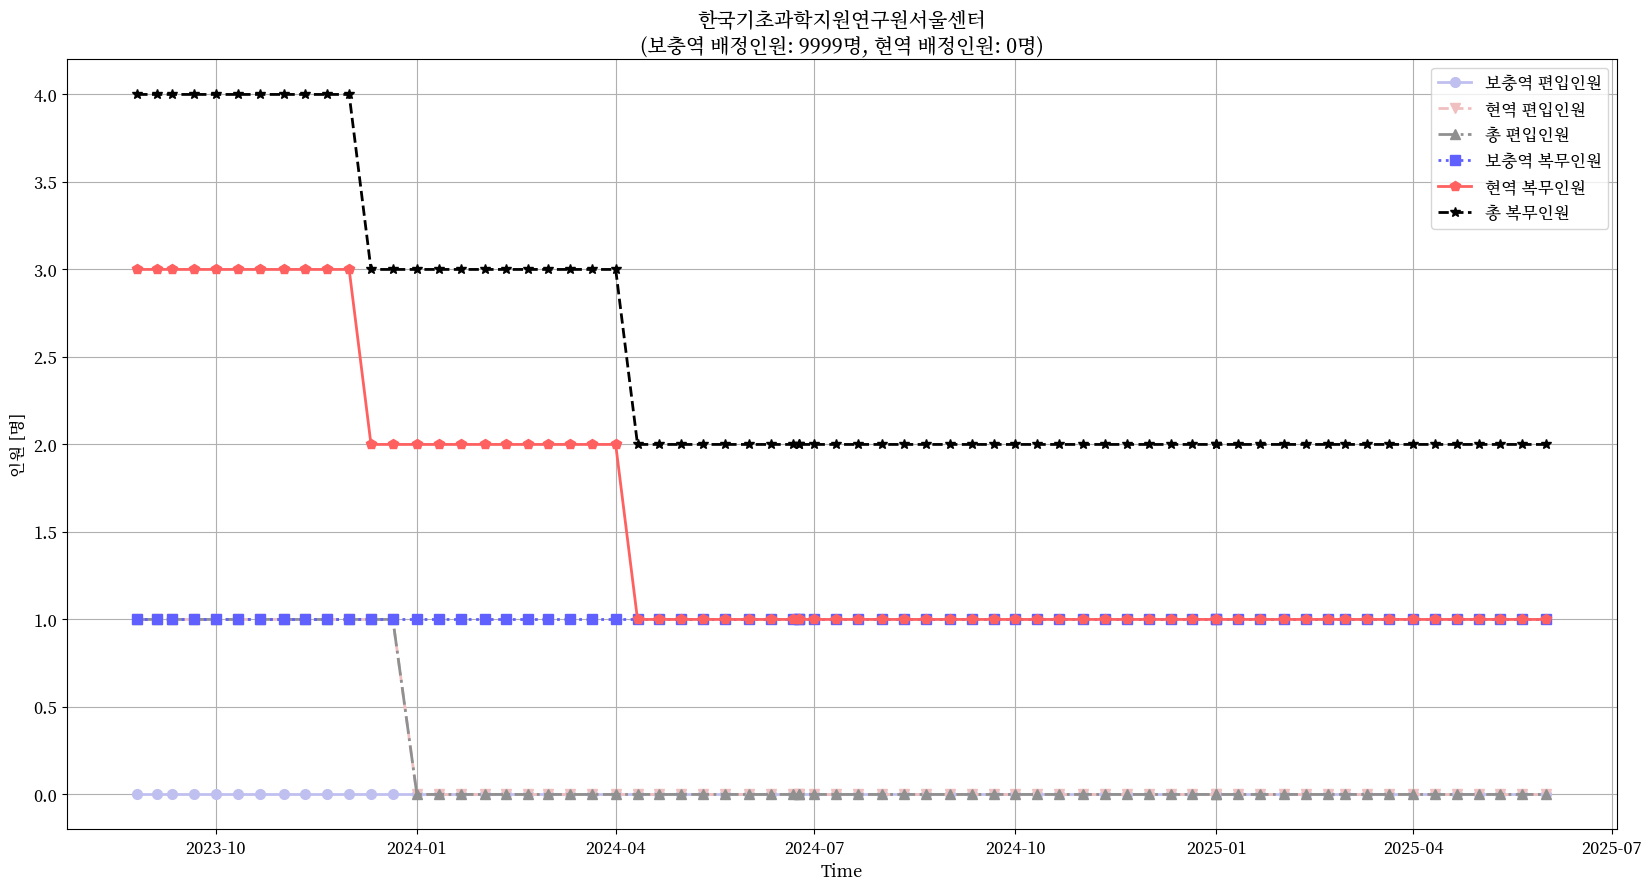 한국기초과학지원연구원서울센터
(보충역 배정인원: 9999명, 현역 배정인원: 0명)
보충역 편입인원
현역 편입인원
총 편입인원
보충역 복무인원
현역 복무인원
총 복무인원
인원 [명]
4.0
3.5
3.0
2.5
2.0
1.5
1.0
0.5
0.0
2023-10
2024-01
2024-04
2024-07
2024-10
2025-01
2025-04
2025-07
Time